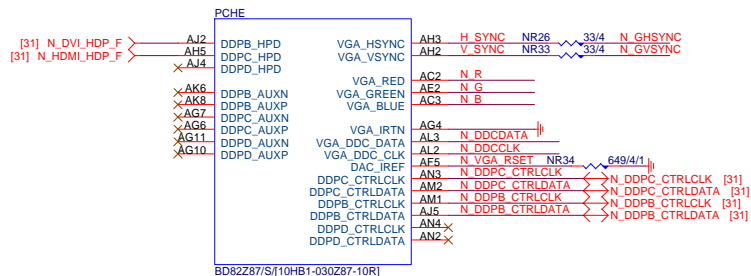 PCHE
[31] N_DVI_HDP_F AJ2 DDPB_HPD VGA_HSYNC AH3 H_SYNC NR26 33/4 N_GHSYNC
[31] N_HDMI_HDP_F AH5 DDPC_HPD VGA_VSYNC AH2 V_SYNC NR33 33/4 N_GVSYNC
AJ4 DDPD_HPD
VGA_RED AC2 N_R
AK6 DDPB_AUXN VGA_GREEN AE2 N_G
AK8 DDPB_AUXP VGA_BLUE AC3 N_B
AG7 DDPC_AUXN
AG6 DDPC_AUXP VGA_IRTN AG4
AG11 DDPD_AUXN VGA_DDC_DATA AL3 N_DDCDATA
AG10 DDPD_AUXP VGA_DDC_CLK AL2 N_DDCCLK
DAC_IREF AF5 N_VGA_RSET NR34 649/4/1
DDPC_CTRLCLK AN3 N_DDPC_CTRLCLK N_DDPC_CTRLCLK [31]
DDPC_CTRLDATA AM2 N_DDPC_CTRLDATA N_DDPC_CTRLDATA [31]
DDPB_CTRLCLK AM1 N_DDPB_CTRLCLK N_DDPB_CTRLCLK [31]
DDPB_CTRLDATA AJ5 N_DDPB_CTRLDATA N_DDPB_CTRLDATA [31]
DDPD_CTRLCLK AN4
DDPD_CTRLDATA AN2
BD82Z87/S/[10HB1-030Z87-10R]